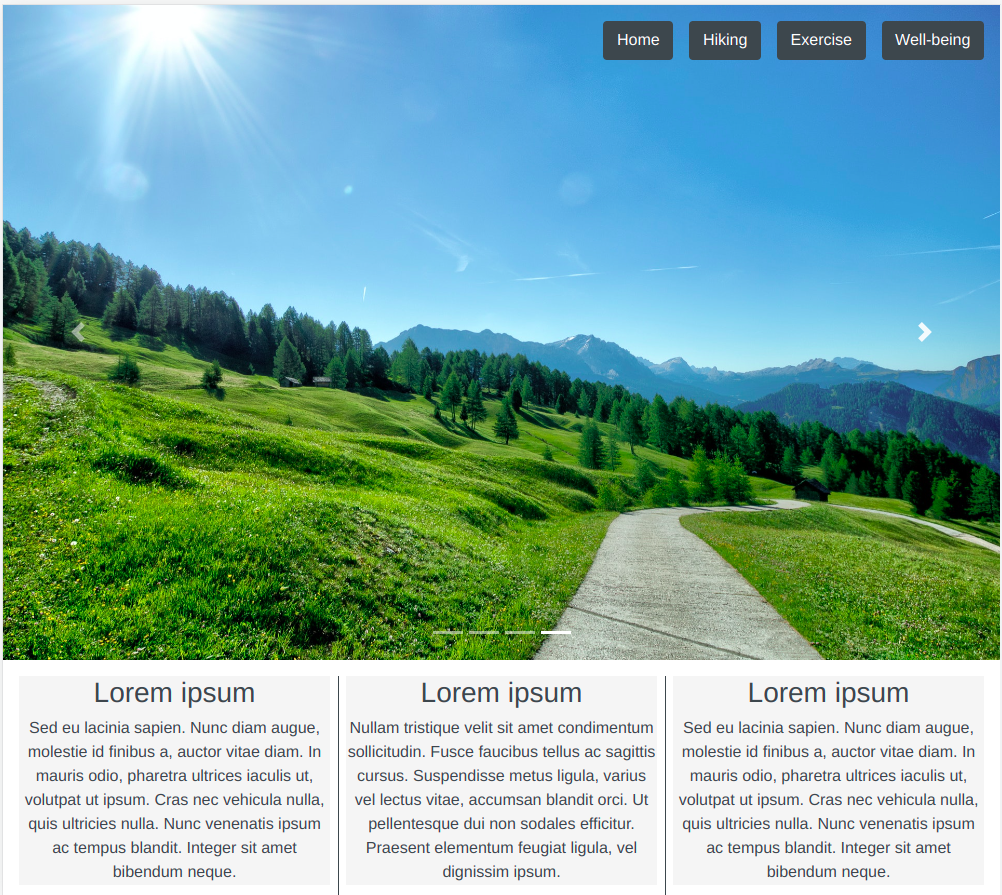 Home Hiking Exercise Well-being
Lorem ipsum
Sed eu lacinia sapien. Nunc diam augue,
molestie id finibus a, auctor vitae diam. In
mauris odio, pharetra ultrices iaculis ut,
volutpat ut ipsum. Cras nec vehicula nulla,
quis ultricies nulla. Nunc venenatis ipsum
ac tempus blandit. Integer sit amet
bibendum neque.
Lorem ipsum
Nullam tristique velit sit amet condimentum
sollicitudin. Fusce faucibus tellus ac sagittis
cursus. Suspendisse metus ligula, varius
vel lectus vitae, accumsan blandit orci. Ut
pellentesque dui non sodales efficitur.
Praesent elementum feugiat ligula, vel
dignissim ipsum.
Lorem ipsum
Sed eu lacinia sapien. Nunc diam augue,
molestie id finibus a, auctor vitae diam. In
mauris odio, pharetra ultrices iaculis ut,
volutpat ut ipsum. Cras nec vehicula nulla,
quis ultricies nulla. Nunc venenatis ipsum
ac tempus blandit. Integer sit amet
bibendum neque.